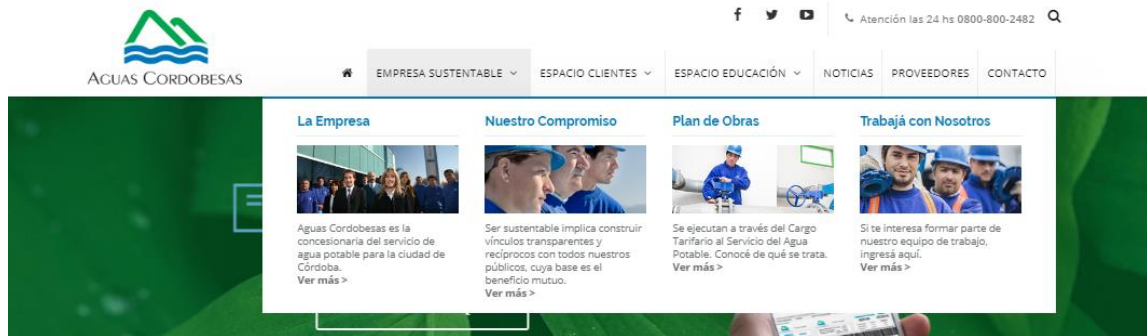 Atención las 24 hs 0800-800-2482
AGUAS CORDOBESAS
EMPRESA SUSTENTABLE
ESPACIO CLIENTES
ESPACIO EDUCACIÓN
NOTICIAS
PROVEEDORES
CONTACTO
La Empresa
Aguas Cordobesas es la
concesionaria del servicio de
agua potable para la ciudad de
Córdoba.
Ver más >
Nuestro Compromiso
Ser sustentable implica construir
vínculos transparentes y
recíprocos con todos nuestros
públicos, cuya base es el
beneficio mutuo.
Ver más >
Plan de Obras
Se ejecutan a través del Cargo
Tarifario al Servicio del Agua
Potable. Conocé de qué se trata.
Ver más >
Trabajá con Nosotros
Si te interesa formar parte de
nuestro equipo de trabajo,
ingresá aquí.
Ver más >